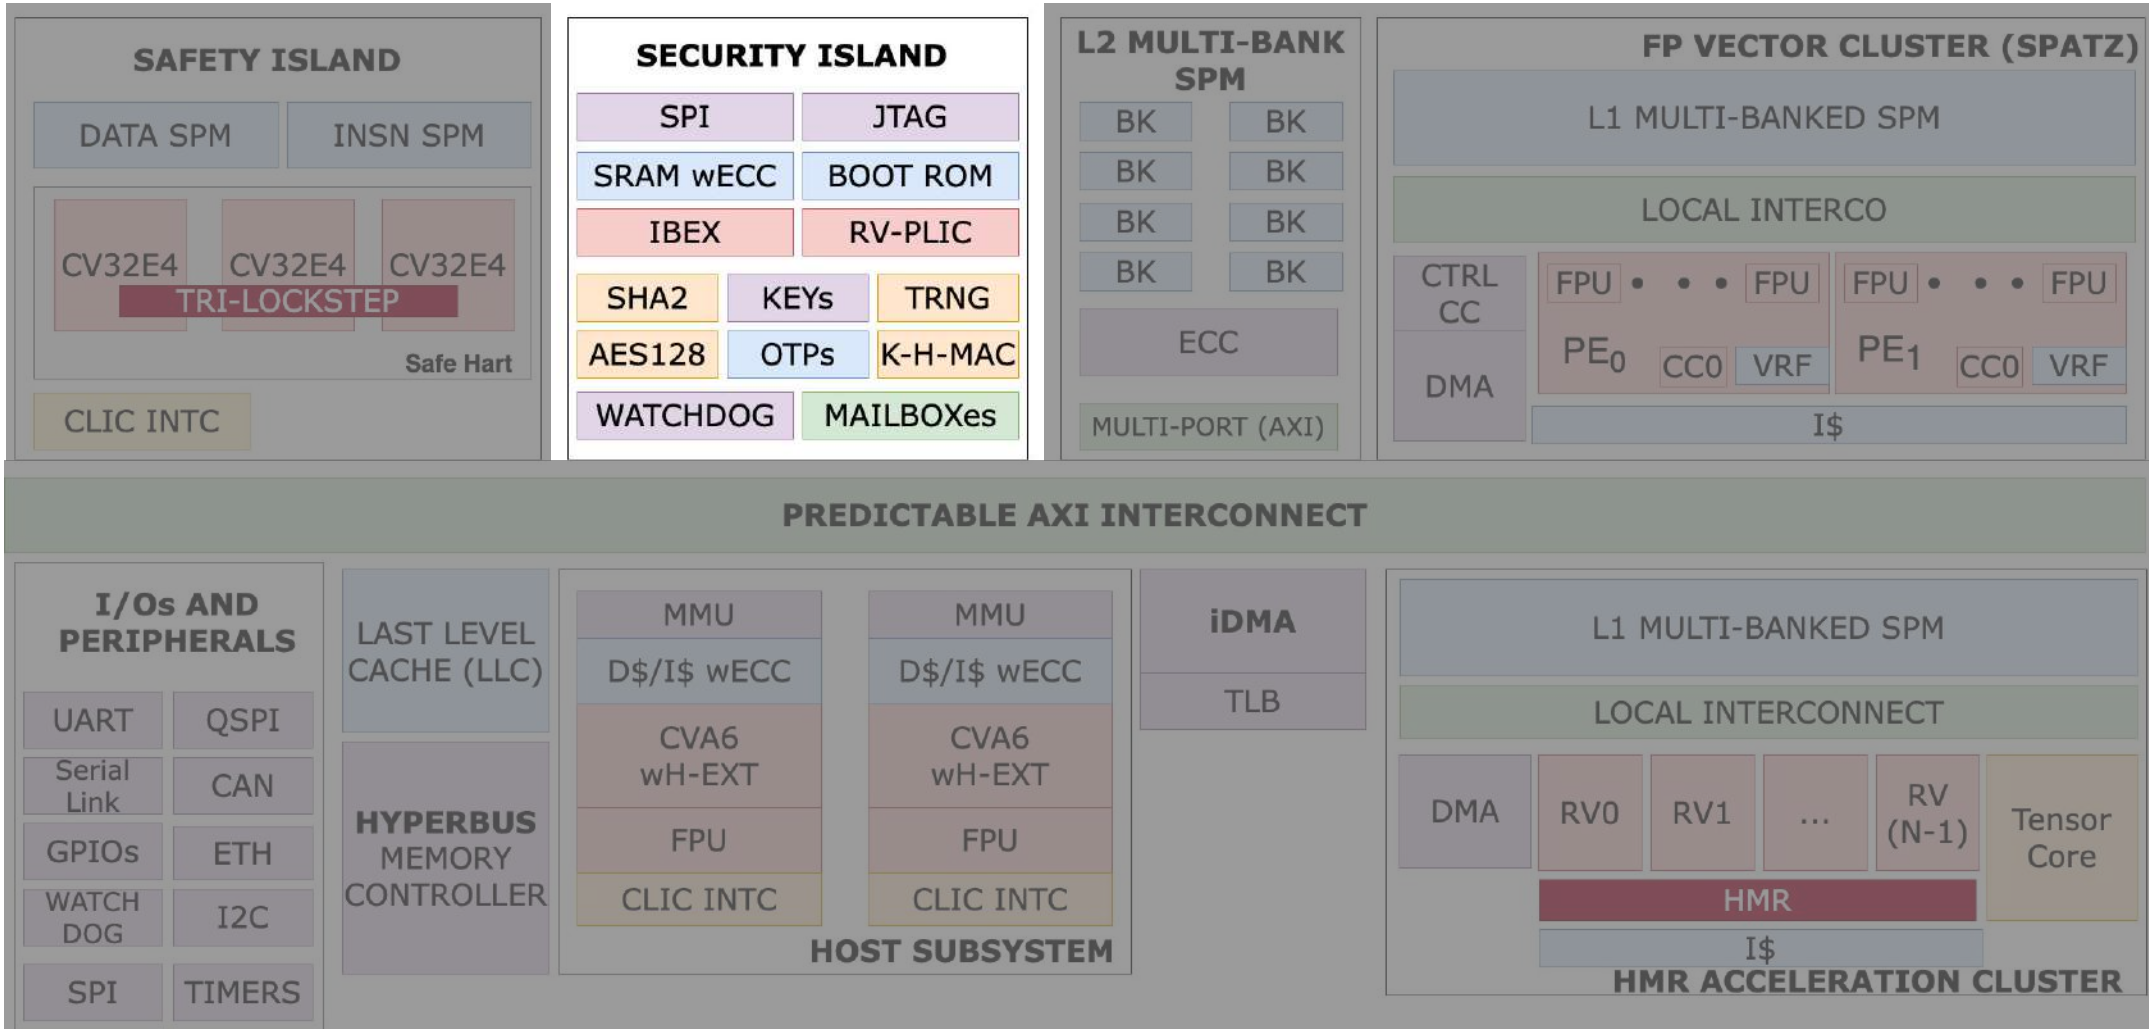 SAFETY ISLAND
DATA SPM
INSN SPM
CV32E4
CV32E4
CV32E4
TRI-LOCKSTEP
Safe Hart
CLIC INTC
SECURITY ISLAND
SPI
JTAG
SRAM wECC
BOOT ROM
IBEX
RV-PLIC
SHA2
KEYs
TRNG
AES128
OTPs
K-H-MAC
WATCHDOG
MAILBOXes
L2 MULTI-BANK
SPM
BK
BK
BK
BK
BK
BK
BK
BK
ECC
MULTI-PORT (AXI)
FP VECTOR CLUSTER (SPATZ)
L1 MULTI-BANKED SPM
LOCAL INTERCO
CTRL
CC
DMA
FPU • • • FPU
PE0
CC0
VRF
FPU • • • FPU
PE1
CC0
VRF
I$
PREDICTABLE AXI INTERCONNECT
I/Os AND
PERIPHERALS
UART
QSPI
Serial
Link
CAN
GPIOs
ETH
WATCH
DOG
I2C
SPI
TIMERS
LAST LEVEL
CACHE (LLC)
HYPERBUS
MEMORY
CONTROLLER
MMU
D$/I$ wECC
CVA6
wH-EXT
FPU
CLIC INTC
MMU
D$/I$ wECC
CVA6
wH-EXT
FPU
CLIC INTC
HOST SUBSYSTEM
iDMA
TLB
L1 MULTI-BANKED SPM
LOCAL INTERCONNECT
DMA
RV0
RV1
...
RV
(N-1)
Tensor
Core
HMR
I$
HMR ACCELERATION CLUSTER